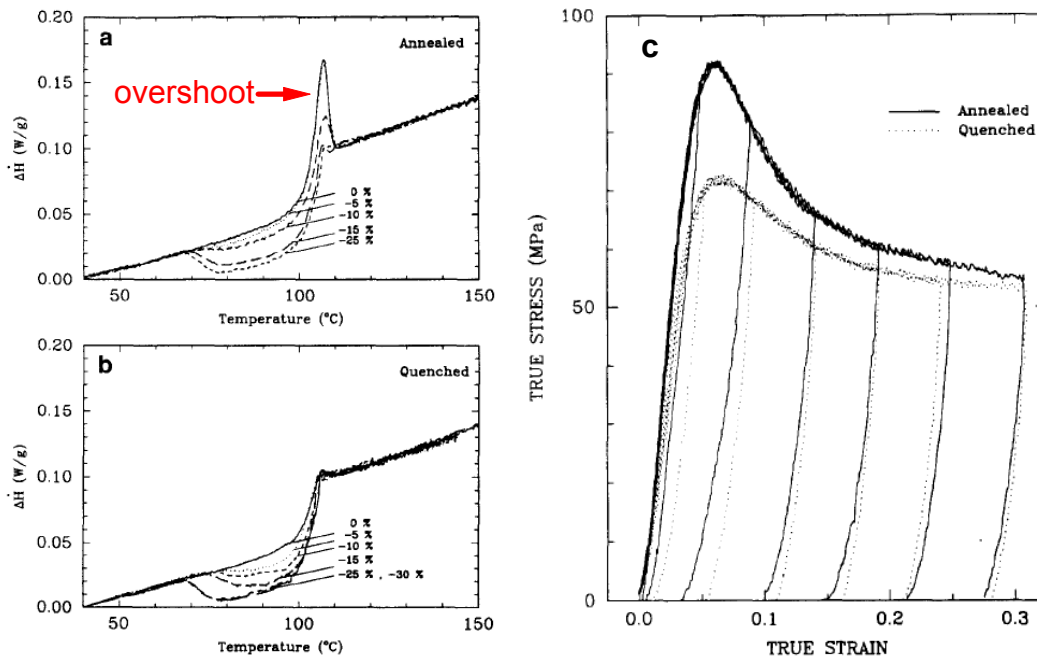 a
Annealed
overshoot
ΔḢ (W/g)
0.20
0.15
0.10
0.05
0.00
0 %
-5 %
-10 %
-15 %
-25 %
50
100
150
Temperature (°C)
b
Quenched
ΔḢ (W/g)
0.20
0.15
0.10
0.05
0.00
0 %
-5 %
-10 %
-15 %
-25 % , -30 %
50
100
150
Temperature (°C)
c
Annealed
Quenched
TRUE STRESS (MPa)
100
50
0
0.0
0.1
0.2
0.3
TRUE STRAIN